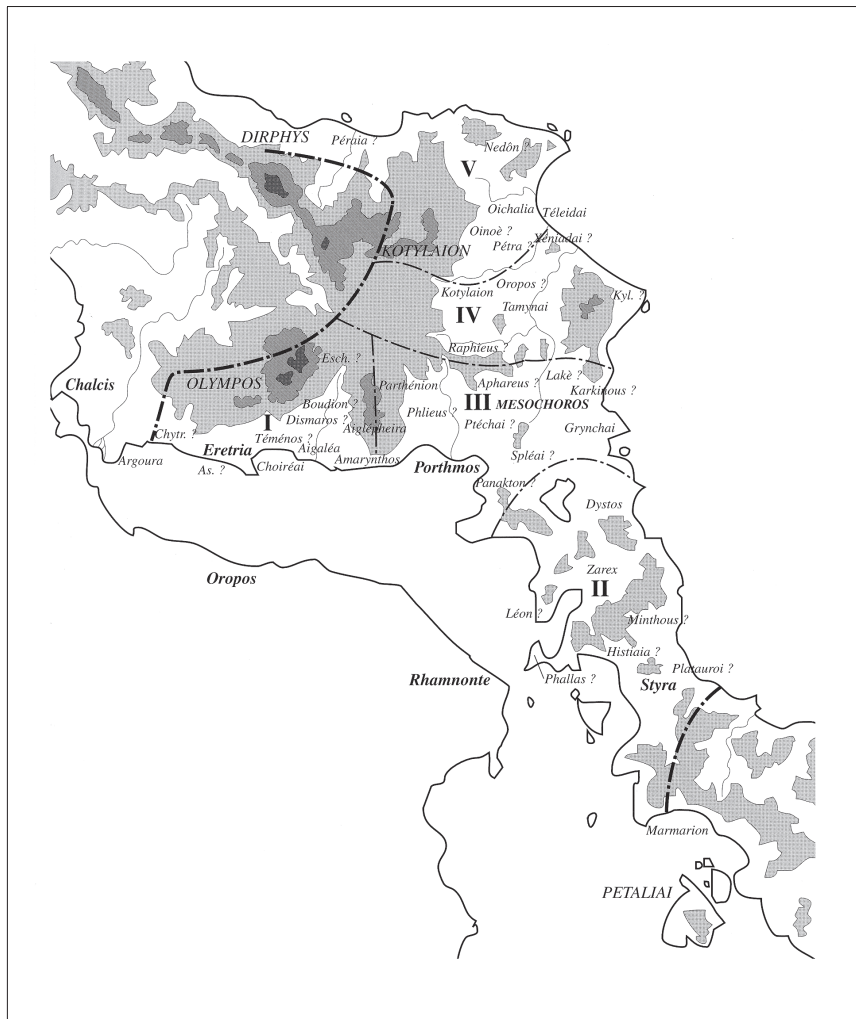 DIRPHYS
Péraia ?
Nedôn ?
V
Oichalia
Téleidai
Oinoè ?
Xéniadai ?
Pétra ?
KOTYLAION
Oropos ?
Kotylaion
Kyl. ?
Tamynai
IV
Raphieus ?
Esch. ?
Lakè ?
Chalcis
OLYMPOS
Parthénion
Aphareus ?
Karkinous ?
Boudion ?
III MESOCHOROS
Phlieus ?
I
Dismaros ?
Aiglépheira
Ptéchai ?
Grynchai
Chytr. ?
Téménos ?
Eretria
Aigaléa
Argoura
Amarynthos
Spléai ?
As. ?
Choiréai
Porthmos
Panakton ?
Dystos
Oropos
Zarex
II
Léon ?
Minthous ?
Histiaia ?
Platauroi ?
Rhamnonte
Phallas ?
Styra
Marmarion
PETALIAI